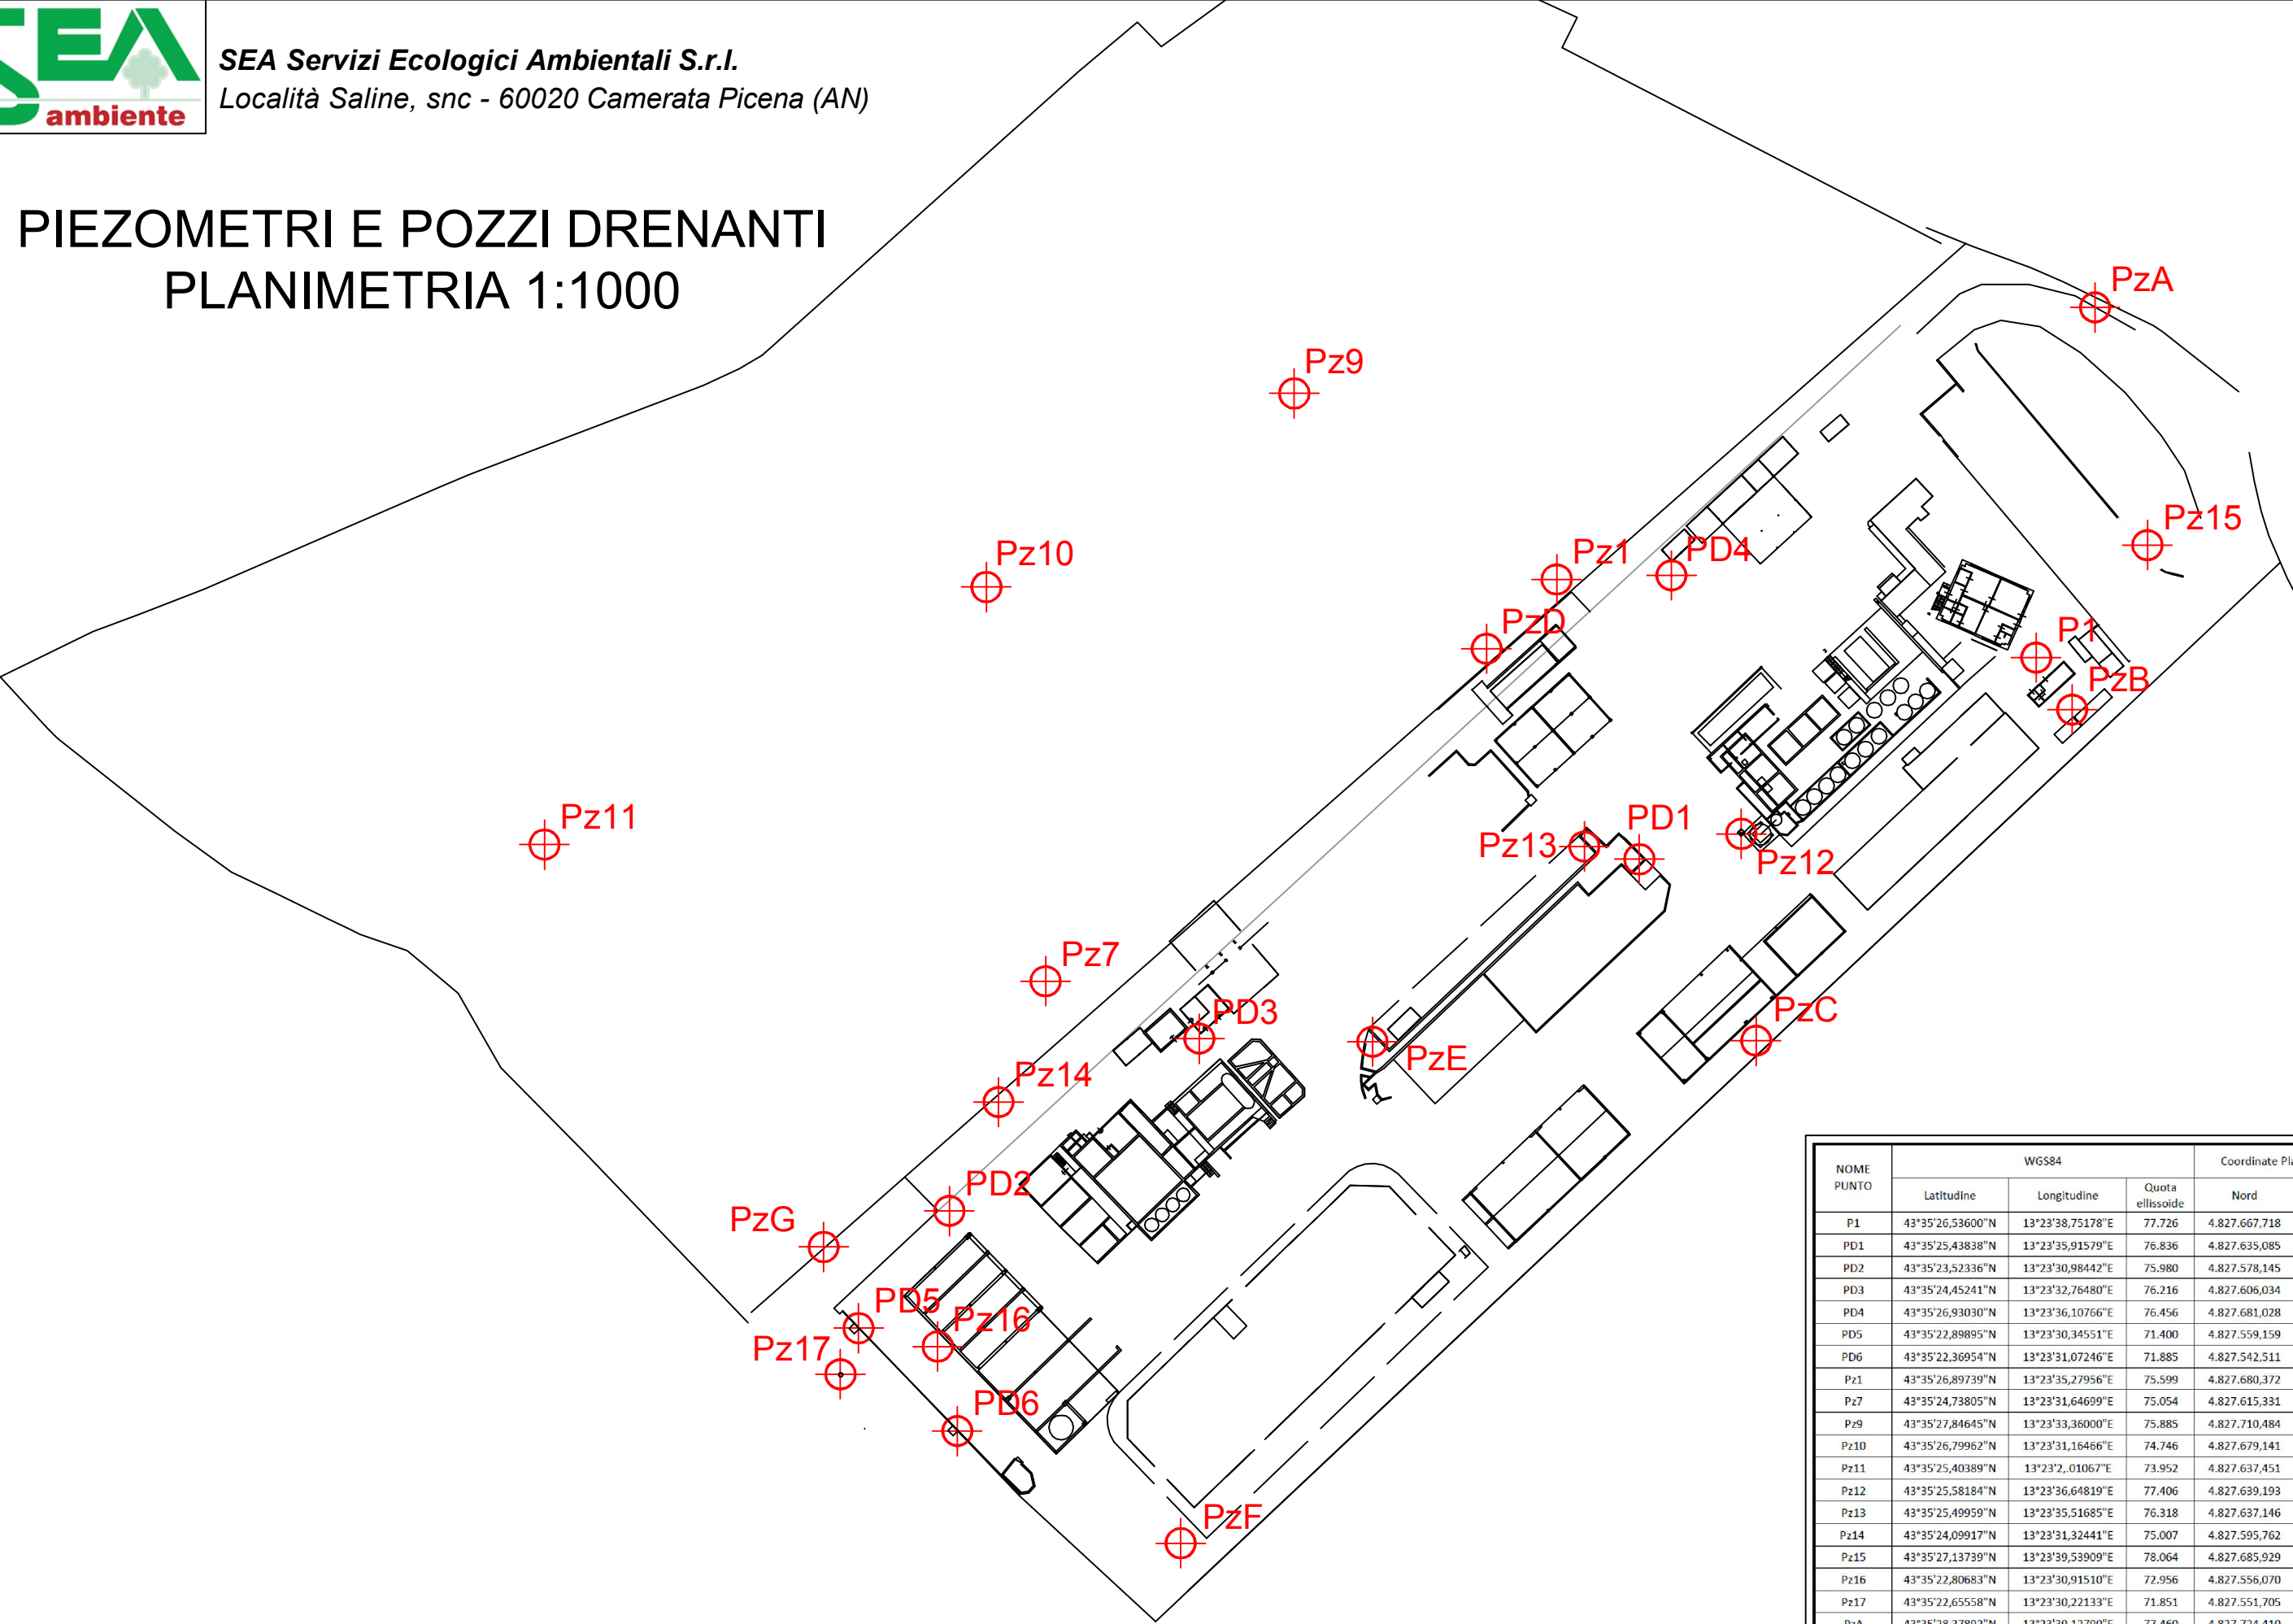 SEA
ambiente
SEA Servizi Ecologici Ambientali S.r.l.
Località Saline, snc - 60020 Camerata Picena (AN)
PIEZOMETRI E POZZI DRENANTI
PLANIMETRIA 1:1000
PzA
Pz9
Pz15
Pz10
Pz1
PD4
PzD
P1
PzB
Pz11
Pz13
PD1
Pz12
Pz7
PD3
PzC
PzE
Pz14
PD2
PzG
PD5
Pz16
Pz17
PD6
PzF
NOME PUNTO WGS84 Coordinate Pla
Latitudine Longitudine Quota ellissoide Nord
P1 43°35'26,53600"N 13°23'38,75178"E 77.726 4.827.667,718
PD1 43°35'25,43838"N 13°23'35,91579"E 76.836 4.827.635,085
PD2 43°35'23,52336"N 13°23'30,98442"E 75.980 4.827.578,145
PD3 43°35'24,45241"N 13°23'32,76480"E 76.216 4.827.606,034
PD4 43°35'26,93030"N 13°23'36,10766"E 76.456 4.827.681,028
PD5 43°35'22,89895"N 13°23'30,34551"E 71.400 4.827.559,159
PD6 43°35'22,36954"N 13°23'31,07246"E 71.885 4.827.542,511
Pz1 43°35'26,89739"N 13°23'35,27956"E 75.599 4.827.680,372
Pz7 43°35'24,73805"N 13°23'31,64699"E 75.054 4.827.615,331
Pz9 43°35'27,84645"N 13°23'33,36000"E 75.885 4.827.710,484
Pz10 43°35'26,79962"N 13°23'31,16466"E 74.746 4.827.679,141
Pz11 43°35'25,40389"N 13°23'2,.01067"E 73.952 4.827.637,451
Pz12 43°35'25,58184"N 13°23'36,64819"E 77.406 4.827.639,193
Pz13 43°35'25,49959"N 13°23'35,51685"E 76.318 4.827.637,146
Pz14 43°35'24,09917"N 13°23'31,32441"E 75.007 4.827.595,762
Pz15 43°35'27,13739"N 13°23'39,53909"E 78.064 4.827.685,929
Pz16 43°35'22,80683"N 13°23'30,91510"E 72.956 4.827.556,070
Pz17 43°35'22,65558"N 13°23'30,22133"E 71.851 4.827.551,705